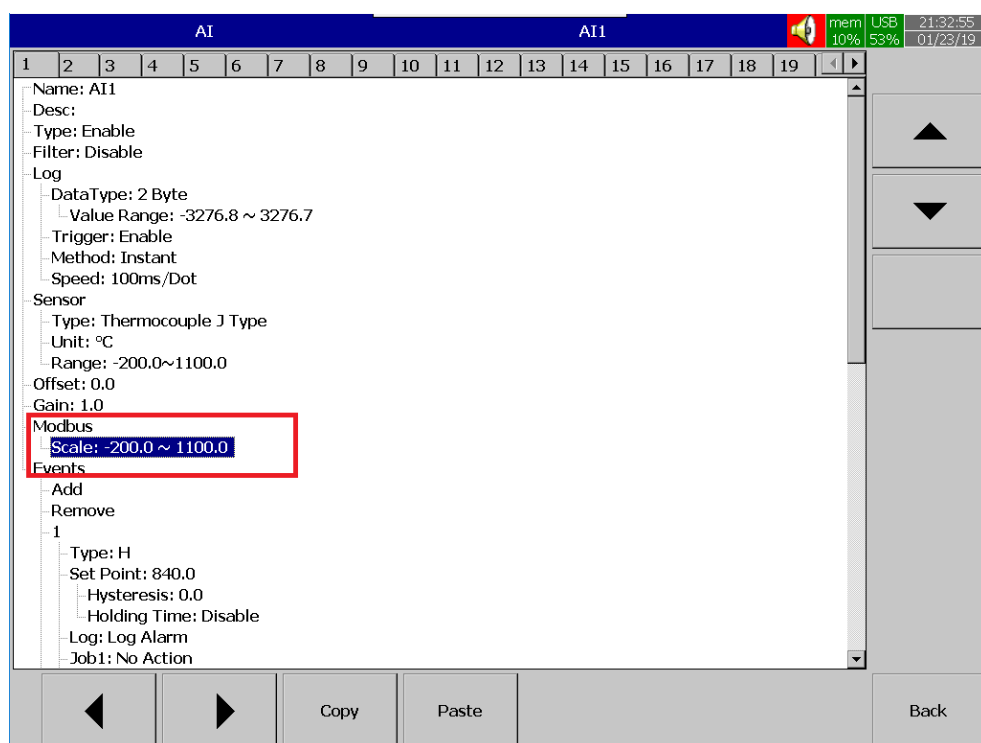 AI AI1 mem 10% USB 53% 21:32:55 01/23/19
1 2 3 4 5 6 7 8 9 10 11 12 13 14 15 16 17 18 19
Name: AI1
Desc:
Type: Enable
Filter: Disable
Log
DataType: 2 Byte
Value Range: -3276.8 ~ 3276.7
Trigger: Enable
Method: Instant
Speed: 100ms/Dot
Sensor
Type: Thermocouple J Type
Unit: °C
Range: -200.0~1100.0
Offset: 0.0
Gain: 1.0
Modbus
Scale: -200.0 ~ 1100.0
Events
Add
Remove
1
Type: H
Set Point: 840.0
Hysteresis: 0.0
Holding Time: Disable
Log: Log Alarm
Job1: No Action
Copy Paste Back